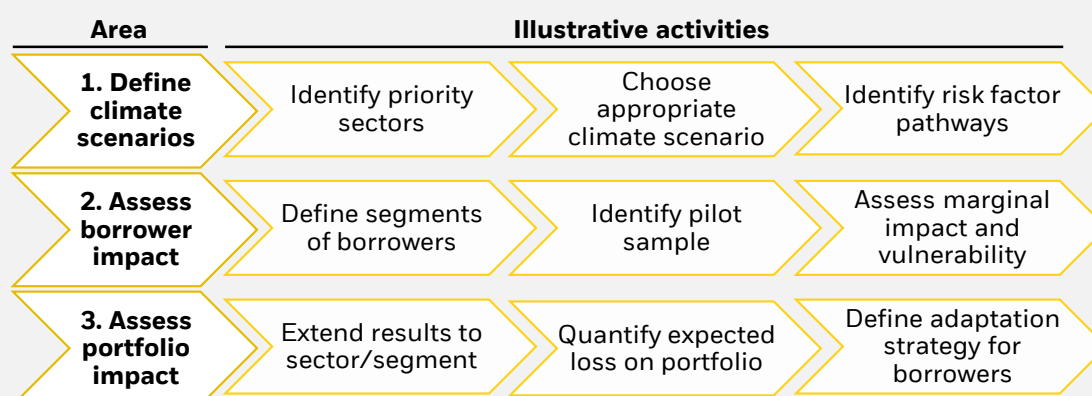 Area
Illustrative activities
1. Define
climate
scenarios
Identify priority
sectors
Choose
appropriate
climate scenario
Identify risk factor
pathways
2. Assess
borrower
impact
Define segments
of borrowers
Identify pilot
sample
Assess marginal
impact and
vulnerability
3. Assess
portfolio
impact
Extend results to
sector/segment
Quantify expected
loss on portfolio
Define adaptation
strategy for
borrowers